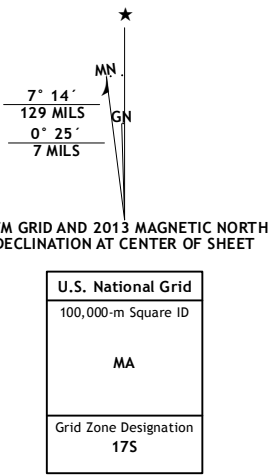 MN
7° 14´
129 MILS
GN
0° 25´
7 MILS
M GRID AND 2013 MAGNETIC NORTH
DECLINATION AT CENTER OF SHEET
U.S. National Grid
100,000-m Square ID
MA
Grid Zone Designation
17S